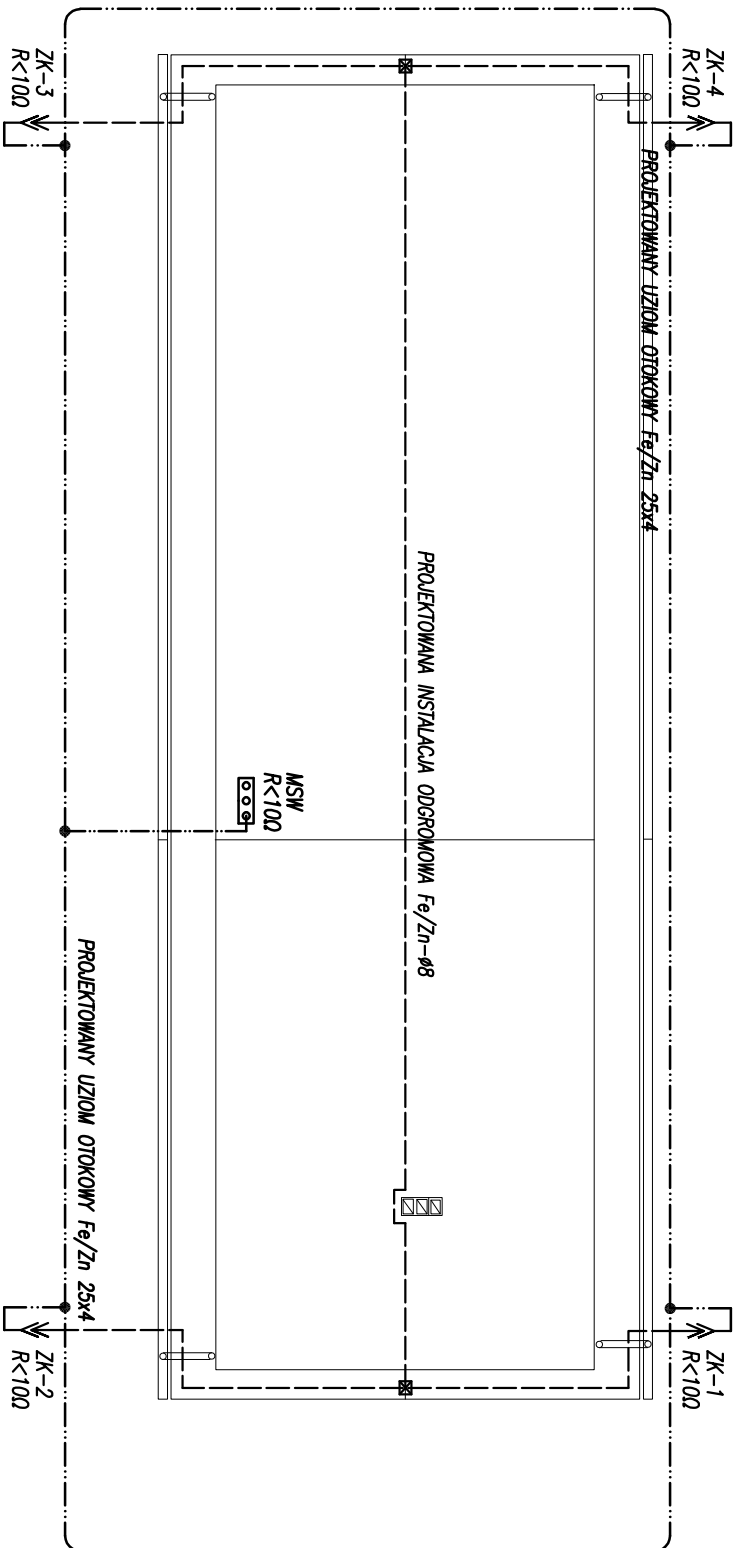 ZK-4
R<10Ω
PROJEKTOWANY UZIOM OTOKOWY Fe/Zn 25x4
ZK-1
R<10Ω
PROJEKTOWANA INSTALACJA ODGROMOWA Fe/Zn-ø8
MSW
R<10Ω
PROJEKTOWANY UZIOM OTOKOWY Fe/Zn 25x4
ZK-3
R<10Ω
ZK-2
R<10Ω